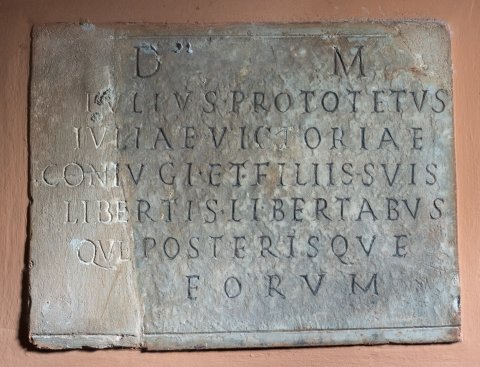 D M
IVLIVS·PROTOTETVS
IVLIAE VICTORIAE
CONIVGI·ET·FILIIS·SVIS
LIBERTIS·LIBERTABVS
QVE POSTERISQVE
EORVM